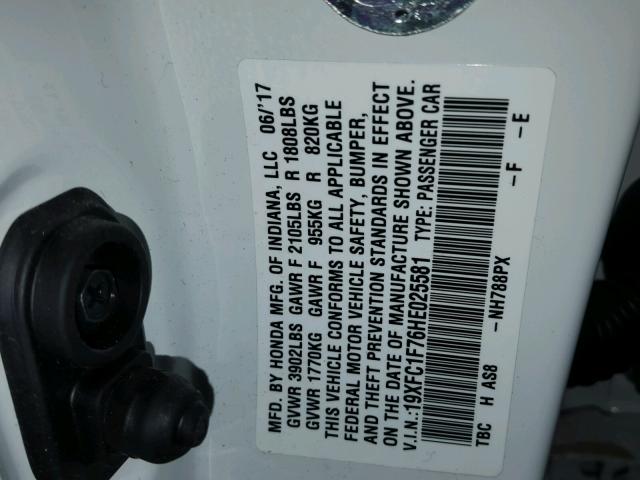 MFD. BY HONDA MFG. OF INDIANA, LLC 06/'17
GVWR 3902LBS GAWR F 2105LBS R 1808LBS
GVWR 1770KG GAWR F 955KG R 820KG
THIS VEHICLE CONFORMS TO ALL APPLICABLE
FEDERAL MOTOR VEHICLE SAFETY, BUMPER,
AND THEFT PREVENTION STANDARDS IN EFFECT
ON THE DATE OF MANUFACTURE SHOWN ABOVE.
V.I.N.:19XFC1F76HE025581 TYPE: PASSENGER CAR
TBC H AS8 -NH788PX -F -E